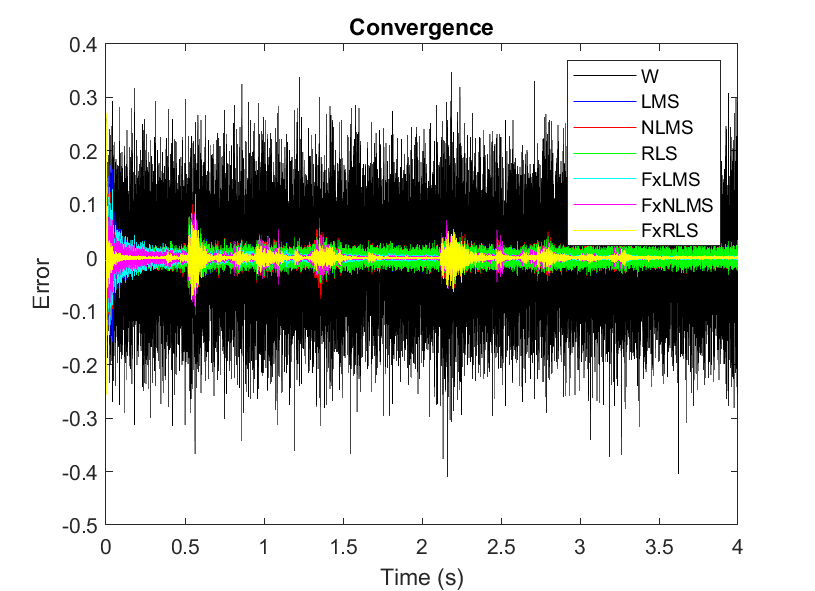 Convergence
0.4
0.3
0.2
0.1
0
-0.1
-0.2
-0.3
-0.4
-0.5
Error
W
LMS
NLMS
RLS
FxLMS
FxNLMS
FxRLS
0 0.5 1 1.5 2 2.5 3 3.5 4
Time (s)